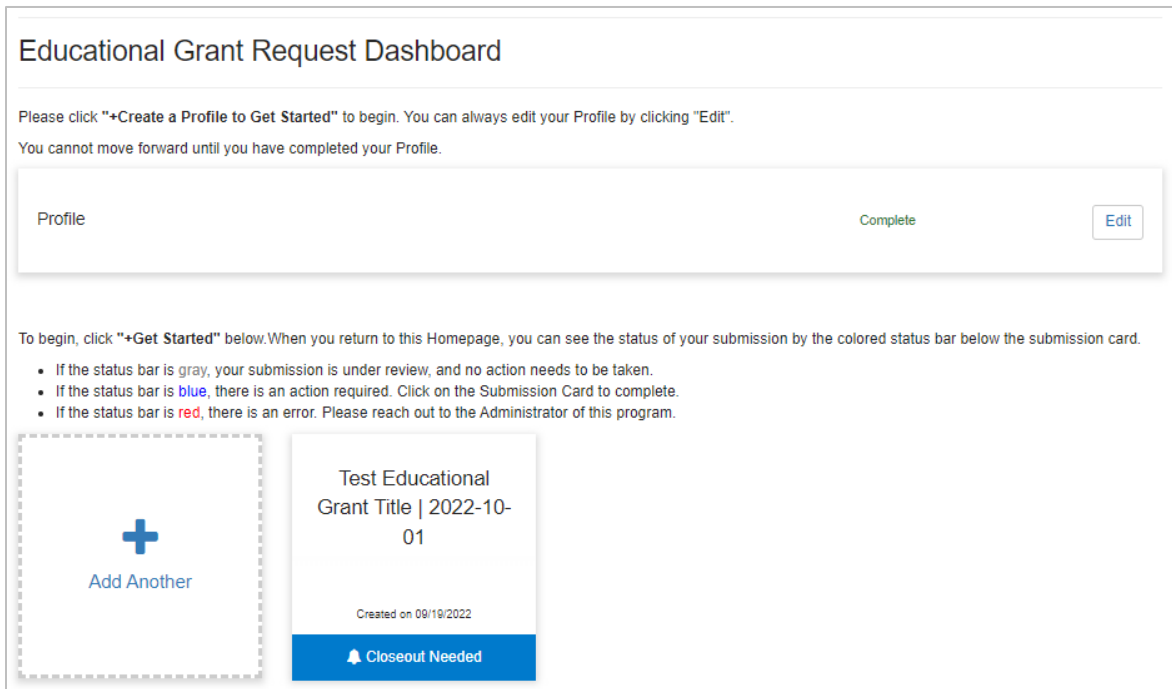 Educational Grant Request Dashboard
Please click "+Create a Profile to Get Started" to begin. You can always edit your Profile by clicking "Edit".
You cannot move forward until you have completed your Profile.
Profile
Complete
Edit
To begin, click "+Get Started" below.When you return to this Homepage, you can see the status of your submission by the colored status bar below the submission card.
• If the status bar is gray, your submission is under review, and no action needs to be taken.
• If the status bar is blue, there is an action required. Click on the Submission Card to complete.
• If the status bar is red, there is an error. Please reach out to the Administrator of this program.
Add Another
Test Educational
Grant Title | 2022-10-
01
Created on 09/19/2022
Closeout Needed